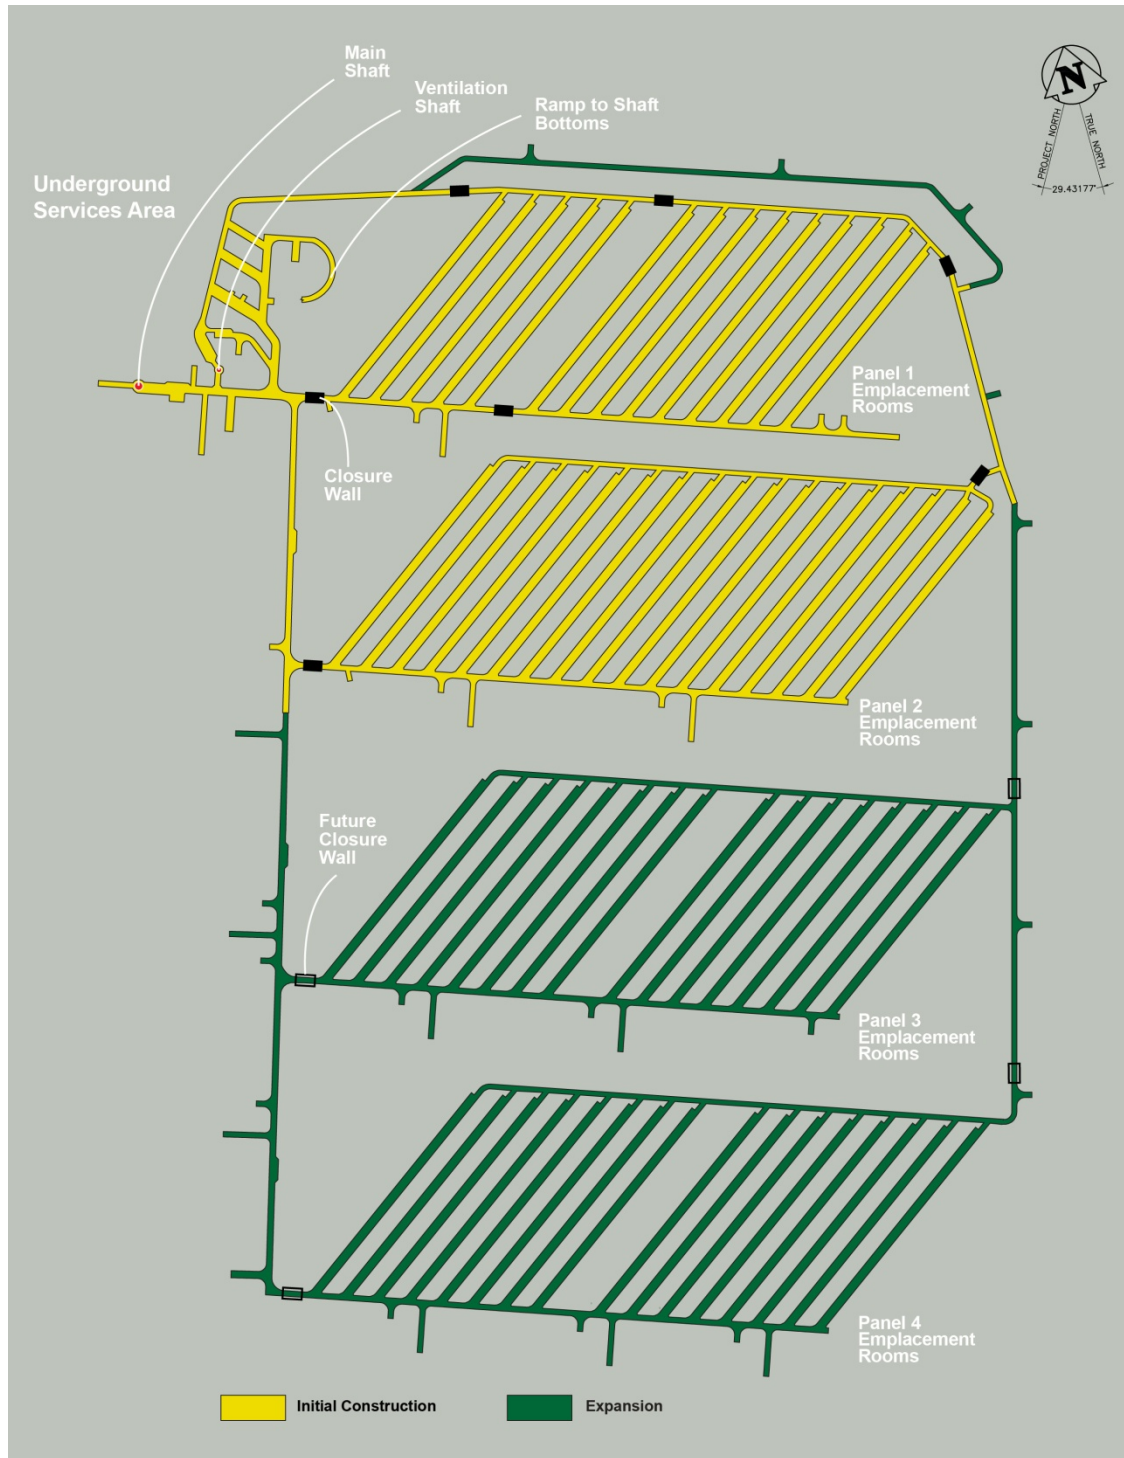 Main
Shaft
Ventilation
Shaft
Ramp to Shaft
Bottoms
N
PROJECT NORTH
TRUE NORTH
29.43177°
Underground
Services Area
Panel 1
Emplacement
Rooms
Closure
Wall
Panel 2
Emplacement
Rooms
Future
Closure
Wall
Panel 3
Emplacement
Rooms
Panel 4
Emplacement
Rooms
Initial Construction
Expansion